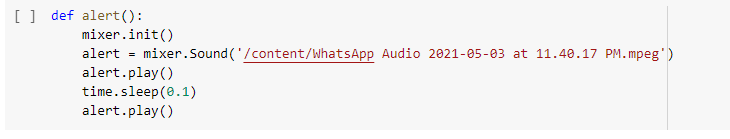 [ ] def alert():
mixer.init()
alert = mixer.Sound('/content/WhatsApp Audio 2021-05-03 at 11.40.17 PM.mpeg')
alert.play()
time.sleep(0.1)
alert.play()